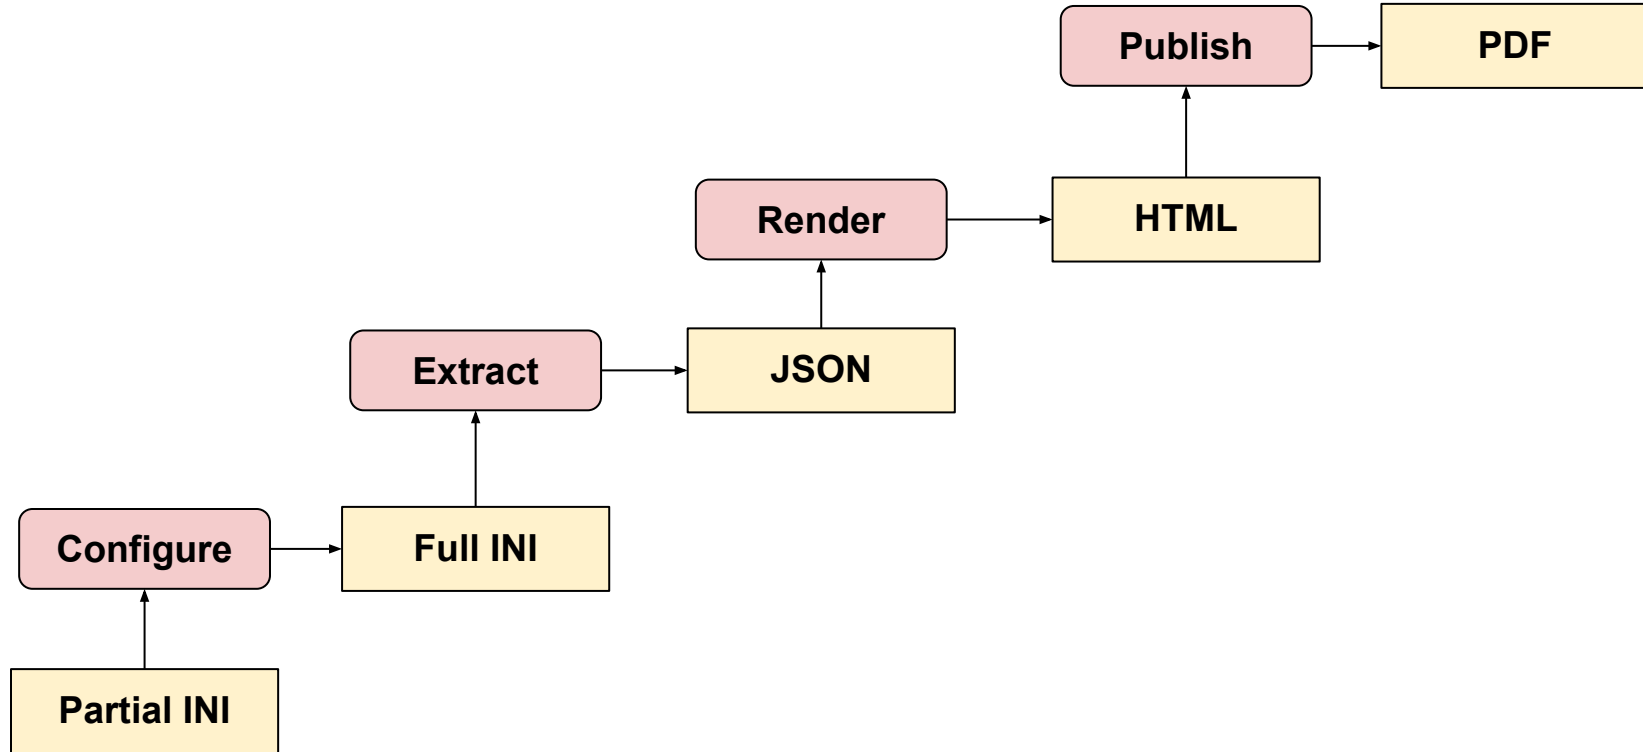 Publish
PDF
Render
HTML
Extract
JSON
Configure
Full INI
Partial INI